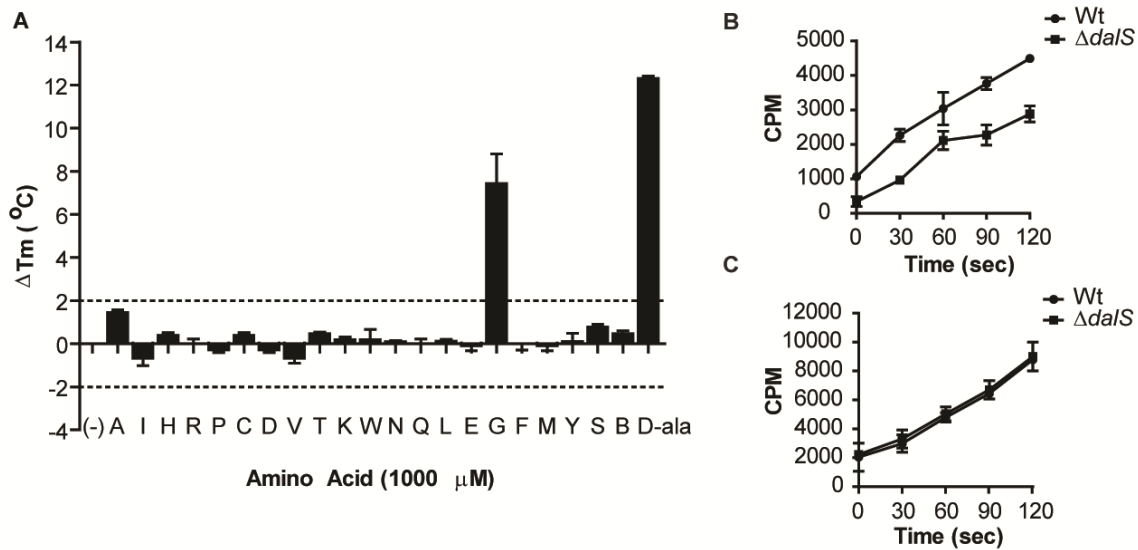 A
14
12
10
8
6
4
2
0
-2
-4
ΔTm (°C)
(-) A I H R P C D V T K W N Q L E G F M Y S B D-ala
Amino Acid (1000 μM)
B
Wt
ΔdalS
5000
4000
3000
2000
1000
0
CPM
0 30 60 90 120
Time (sec)
C
Wt
ΔdalS
12000
10000
8000
6000
4000
2000
0
CPM
0 30 60 90 120
Time (sec)